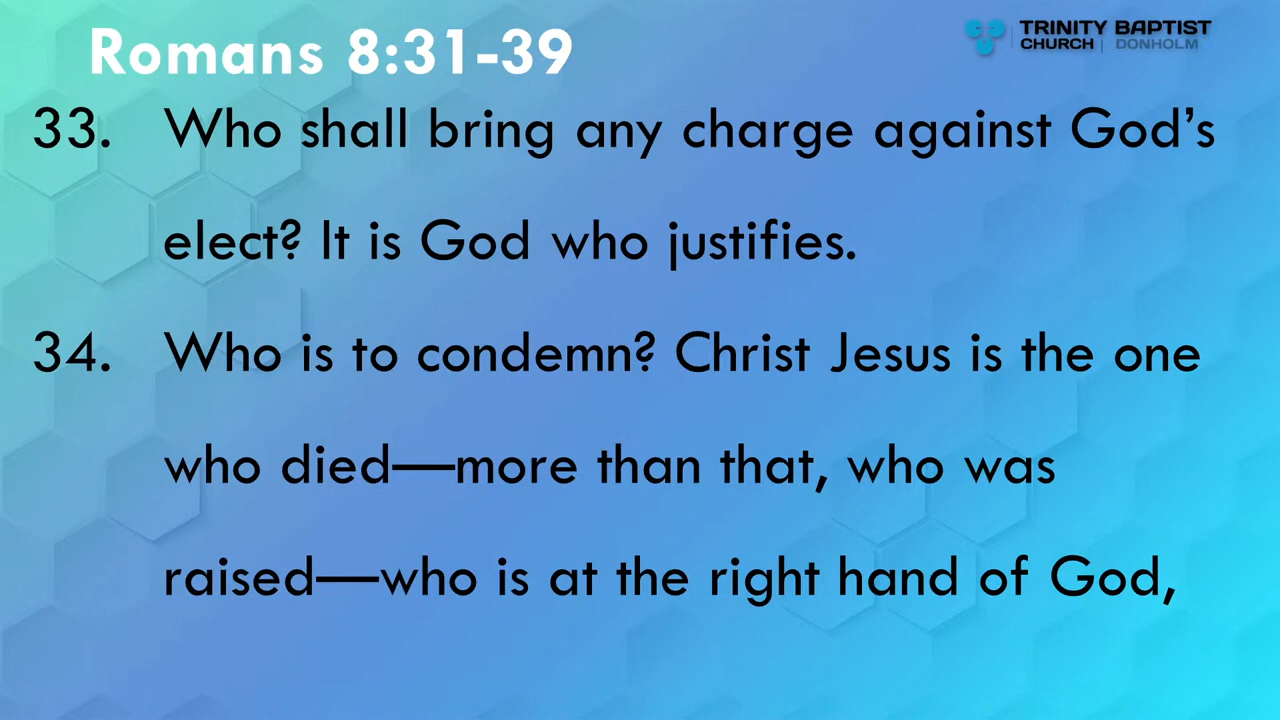 Romans 8:31-39
TRINITY BAPTIST
CHURCH | DONHOLM
33. Who shall bring any charge against God’s
elect? It is God who justifies.
34. Who is to condemn? Christ Jesus is the one
who died—more than that, who was
raised—who is at the right hand of God,